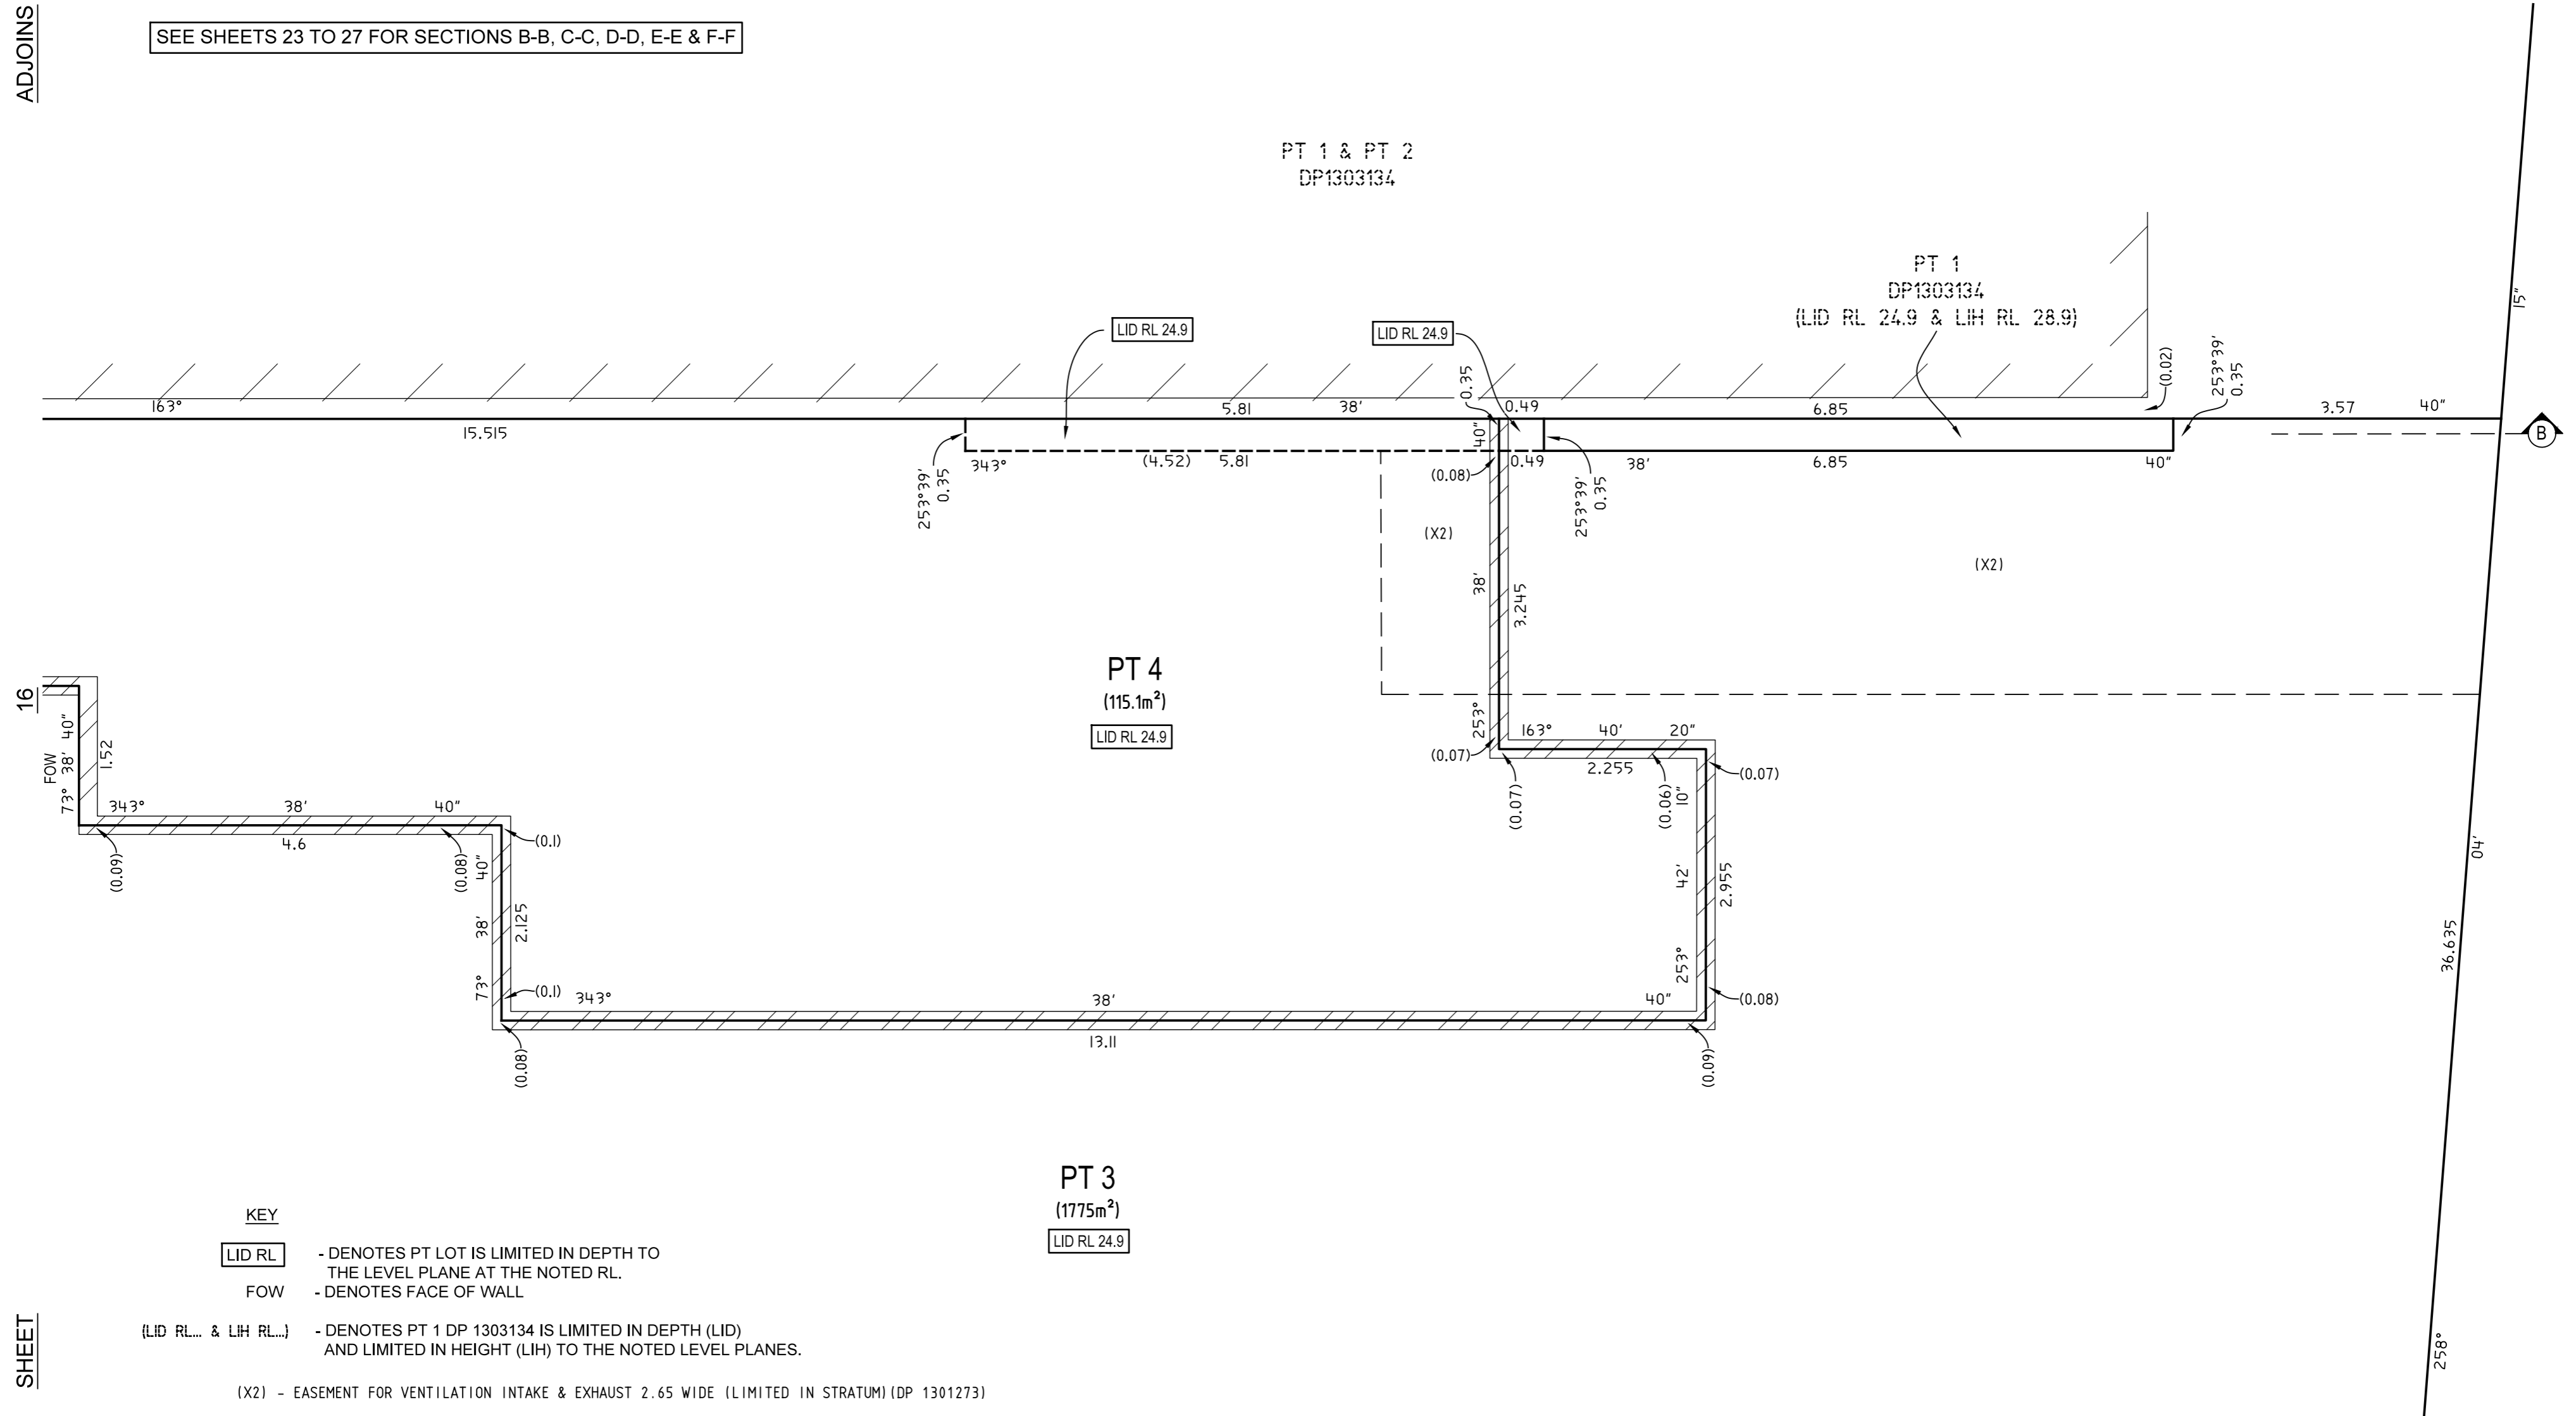 ADJOINS
SEE SHEETS 23 TO 27 FOR SECTIONS B-B, C-C, D-D, E-E & F-F
PT 1 & PT 2
DP1303134
PT 1
DP1303134
(LID RL 24.9 & LIH RL 28.9)
15"
LID RL 24.9
LID RL 24.9
(0.02)
253°39'
0.35
163°
5.81
38'
0.35
0.49
6.85
3.57
40"
15.515
B
40"
343°
(4.52)
5.81
(0.08)
0.49
38'
6.85
40"
253°39'
0.35
253°39'
0.35
(X2)
(X2)
38'
3.245
PT 4
(115.1m²)
LID RL 24.9
16
253°
163°
40'
20"
(0.07)
2.255
(0.07)
(0.07)
(0.06)
10"
FOW
73°
38'
40"
1.52
343°
38'
40"
4.6
(0.1)
(0.09)
(0.08)
40"
38'
2.125
73°
(0.1)
42'
2.955
253°
(0.08)
04'
36.635
343°
38'
40"
13.11
(0.08)
(0.09)
PT 3
(1775m²)
LID RL 24.9
KEY
LID RL - DENOTES PT LOT IS LIMITED IN DEPTH TO
THE LEVEL PLANE AT THE NOTED RL.
FOW - DENOTES FACE OF WALL
(LID RL... & LIH RL...) - DENOTES PT 1 DP 1303134 IS LIMITED IN DEPTH (LID)
AND LIMITED IN HEIGHT (LIH) TO THE NOTED LEVEL PLANES.
SHEET
258°
(X2) - EASEMENT FOR VENTILATION INTAKE & EXHAUST 2.65 WIDE (LIMITED IN STRATUM)(DP 1301273)